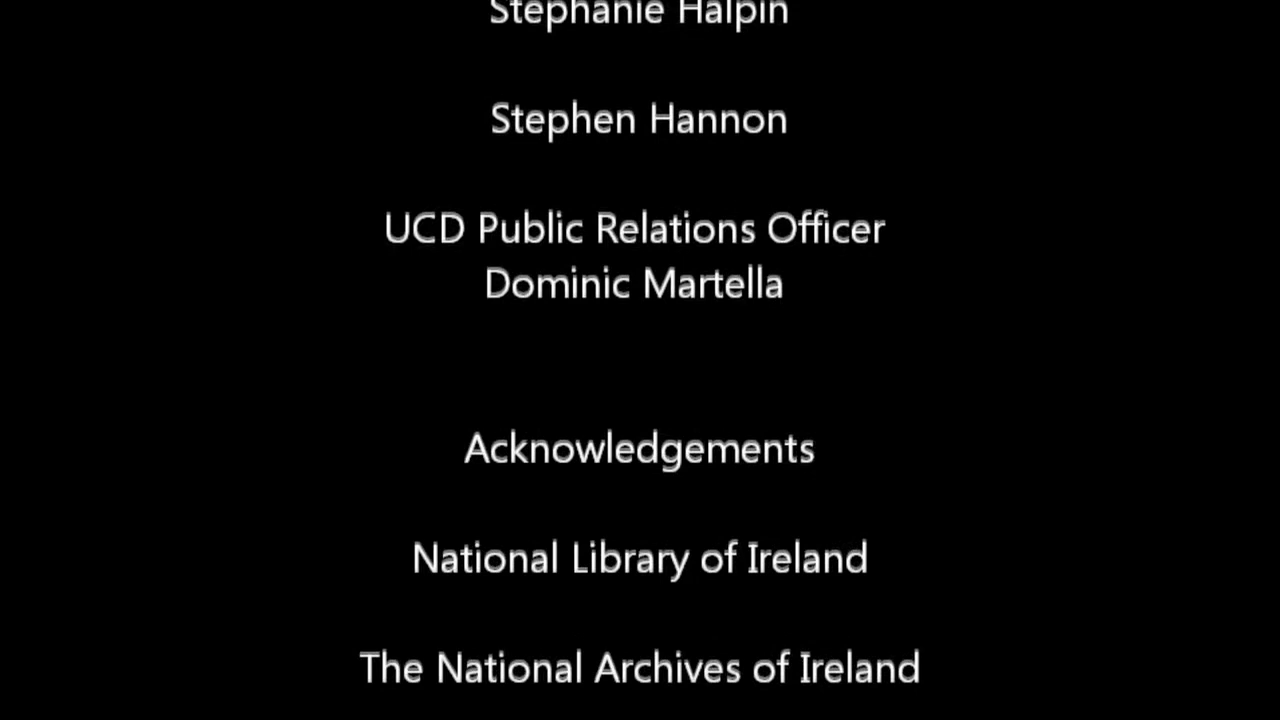 Stephanie Halpin
Stephen Hannon
UCD Public Relations Officer
Dominic Martella
Acknowledgements
National Library of Ireland
The National Archives of Ireland